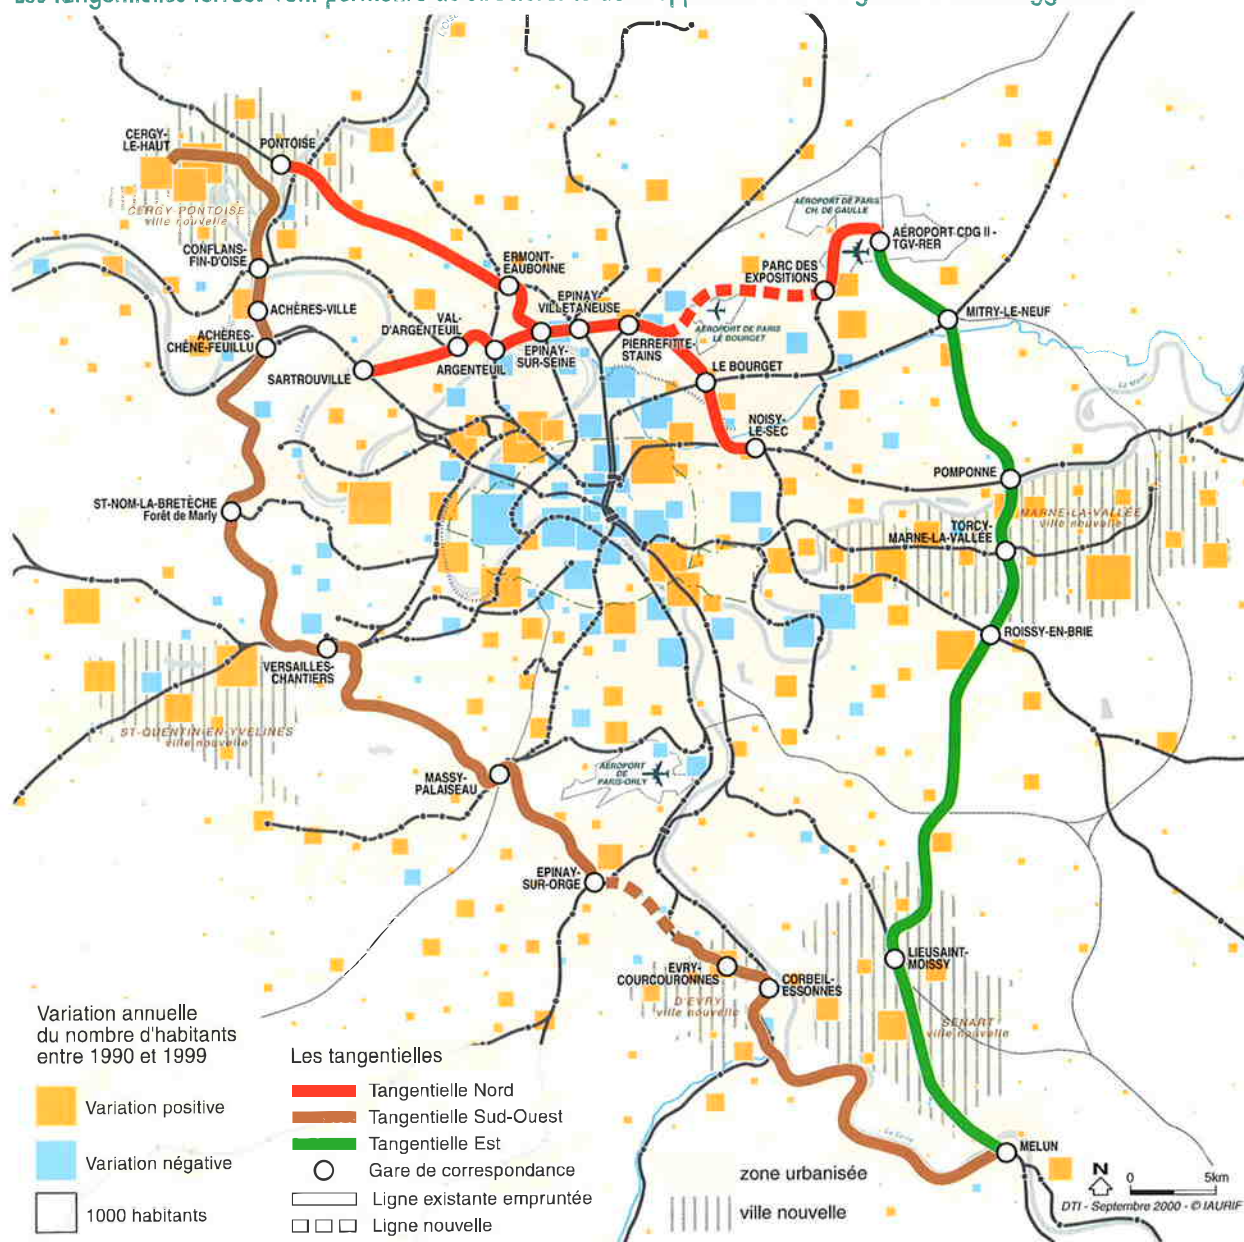 CERGY-
LE-HAUT
PONTOISE
CERGY-PONTOISE
ville nouvelle
CONFLANS-
FIN-D'OISE
ACHÈRES-VILLE
ACHÈRES-
CHÊNE-FEUILLU
SARTROUVILLE
VAL-
D'ARGENTEUIL
ARGENTEUIL
ERMONT-
EAUBONNE
EPINAY-
VILLETANEUSE
EPINAY-
SUR-SEINE
PIERREFITTE-
STAINS
AÉROPORT DE PARIS
LE BOURGET
LE BOURGET
NOISY-
LE-SEC
PARC DES
EXPOSITIONS
AÉROPORT DE PARIS
CH. DE GAULLE
AÉROPORT CDG II -
TGV-RER
MITRY-LE-NEUF
POMPONNE
MARNE-LA-VALLÉE
ville nouvelle
TORCY-
MARNE-LA-VALLÉE
ROISSY-EN-BRIE
ST-NOM-LA-BRETÈCHE
Forêt de Marly
VERSAILLES-
CHANTIERS
ST-QUENTIN-EN-YVELINES
ville nouvelle
MASSY-
PALAISEAU
AÉROPORT
DE
PARIS-ORLY
EPINAY-
SUR-ORGE
EVRY-
COURCOURONNES
D'EVRY
ville nouvelle
CORBEIL-
ESSONNES
LIEUSAINT-
MOISSY
SÉNART
ville nouvelle
MELUN
Variation annuelle
du nombre d'habitants
entre 1990 et 1999
Variation positive
Variation négative
1000 habitants
Les tangentielles
Tangentielle Nord
Tangentielle Sud-Ouest
Tangentielle Est
Gare de correspondance
Ligne existante empruntée
Ligne nouvelle
zone urbanisée
ville nouvelle
N
0 5km
DTI - Septembre 2000 - © IAURIF